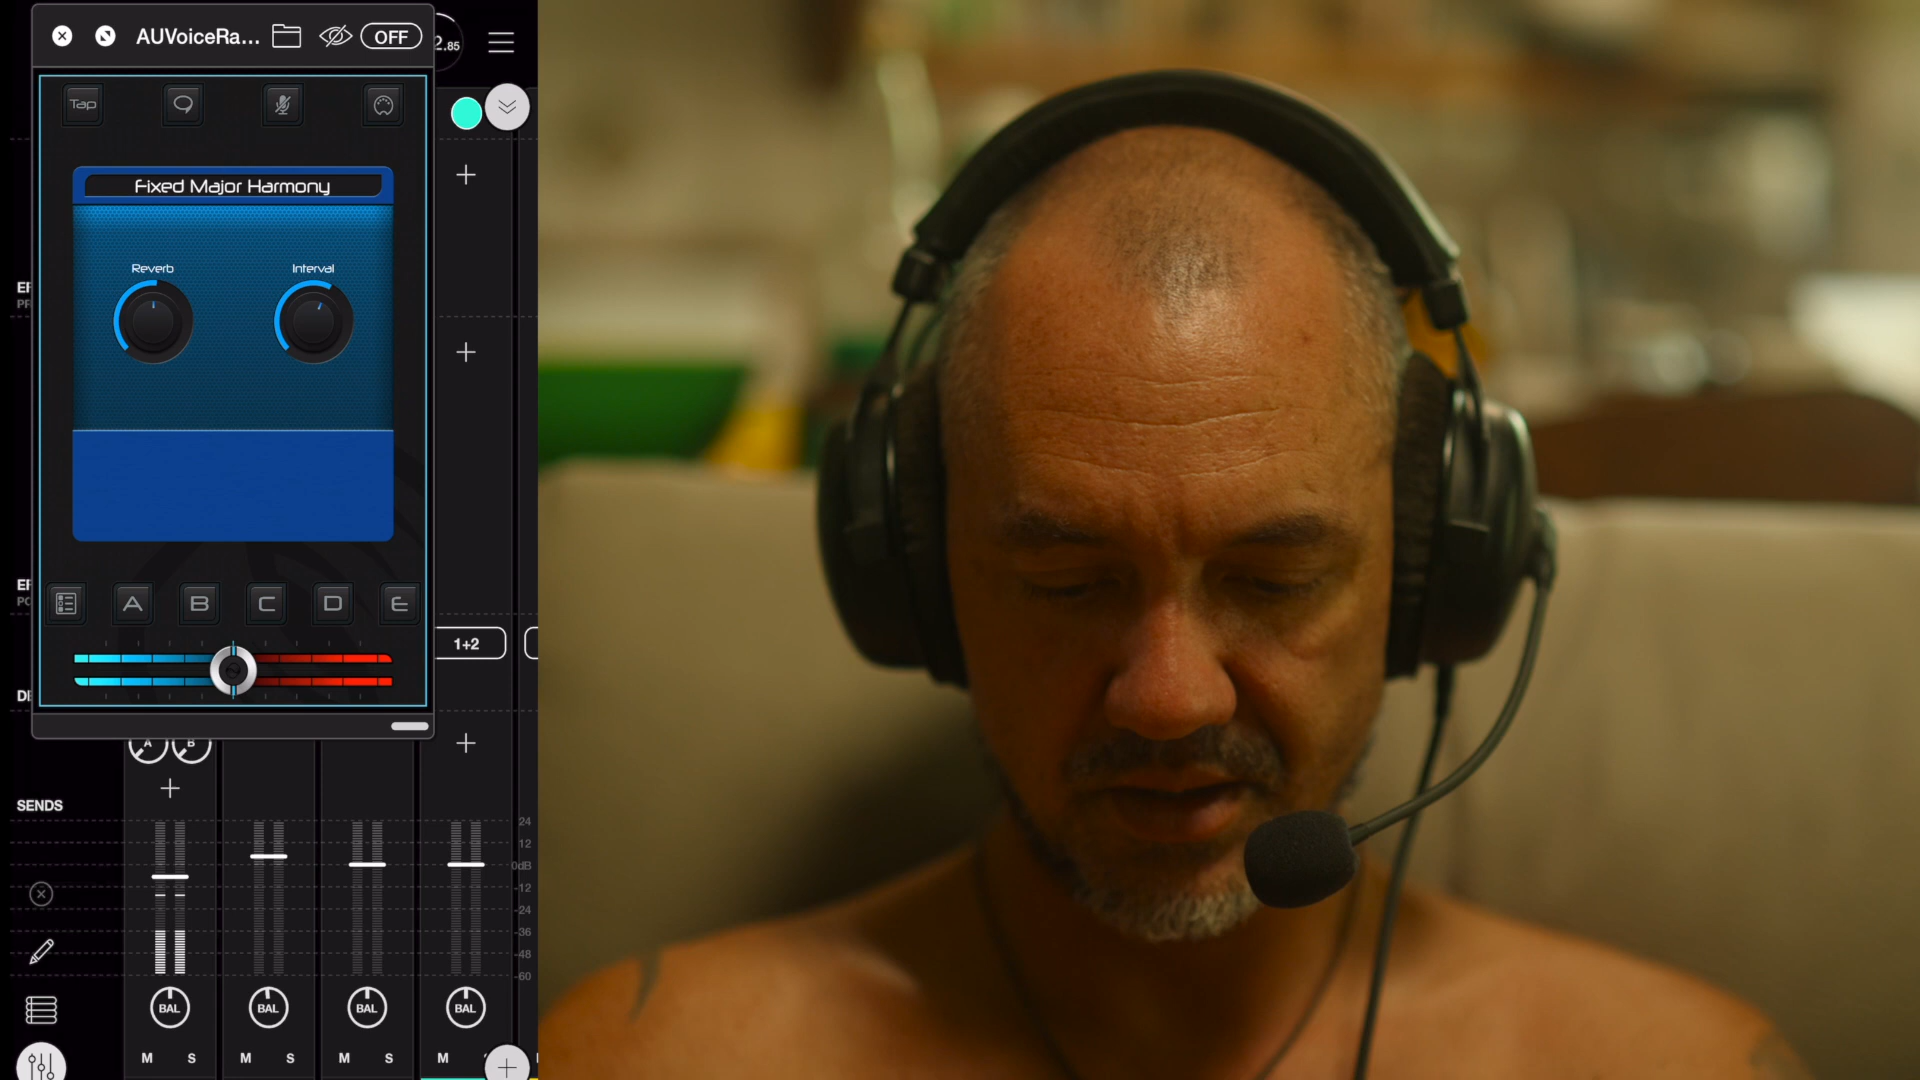 AUVoiceRa...
OFF
2.85
Tap
Fixed Major Harmony
Reverb
Interval
A
B
C
D
E
1+2
A
B
SENDS
24
12
0dB
-12
-24
-36
-48
-60
BAL
BAL
BAL
BAL
M
S
M
S
M
S
M